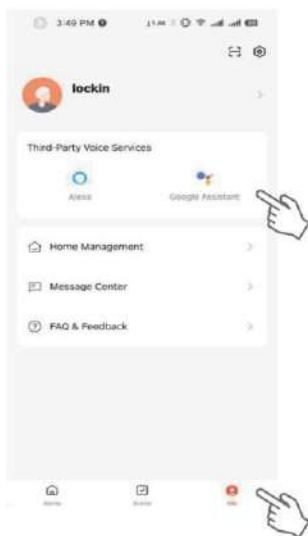 3:49 PM
lockin
Third-Party Voice Services
Alexa
Google Assistant
Home Management
Message Center
FAQ & Feedback
Home
Me